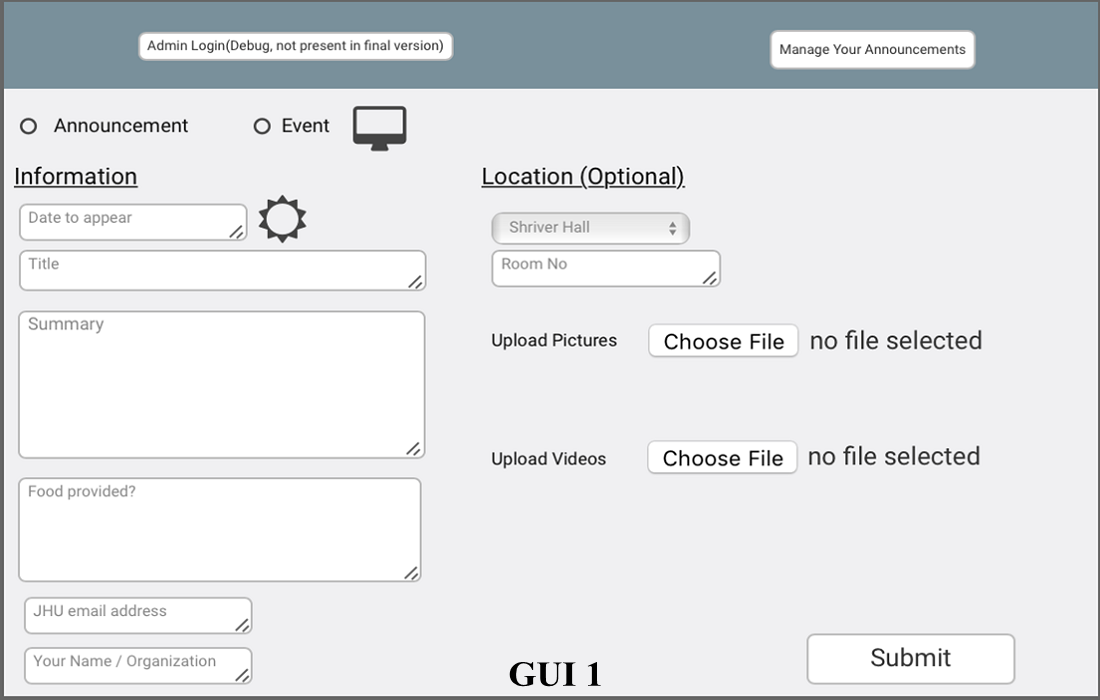 Admin Login(Debug, not present in final version)
Manage Your Announcements
Announcement
Event
Information
Date to appear
Title
Summary
Food provided?
JHU email address
Your Name / Organization
Location (Optional)
Shriver Hall
Room No
Upload Pictures Choose File no file selected
Upload Videos Choose File no file selected
Submit
GUI 1